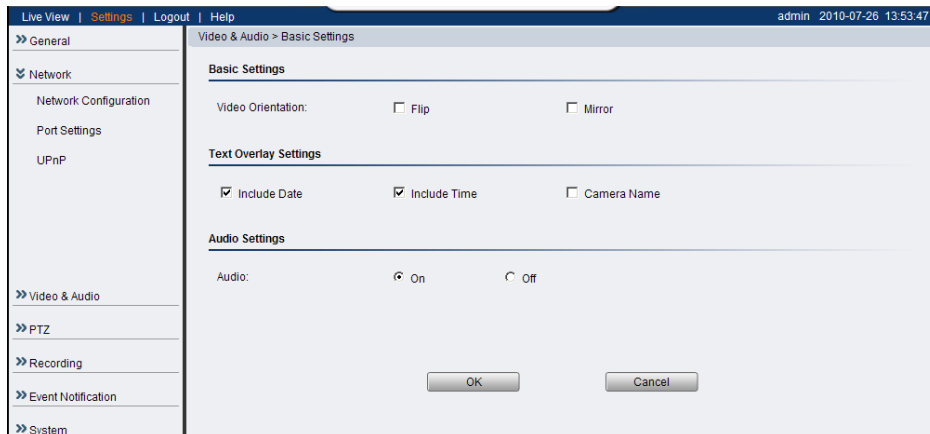 Live View | Settings | Logout | Help admin 2010-07-26 13:53:47
General
Network
Network Configuration
Port Settings
UPnP
Video & Audio
PTZ
Recording
Event Notification
System
Video & Audio > Basic Settings
Basic Settings
Video Orientation: Flip Mirror
Text Overlay Settings
Include Date Include Time Camera Name
Audio Settings
Audio: On Off
OK Cancel